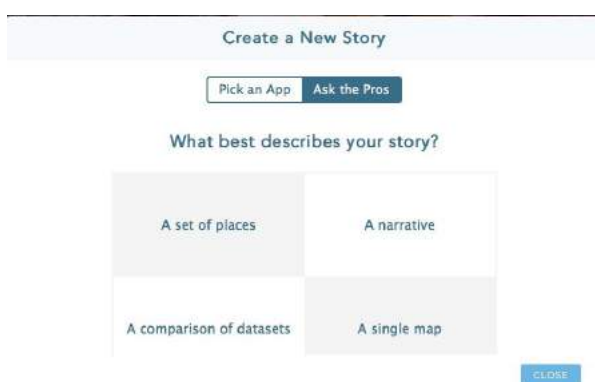 Create a New Story
Pick an App Ask the Pros
What best describes your story?
A set of places A narrative
A comparison of datasets A single map
CLOSE